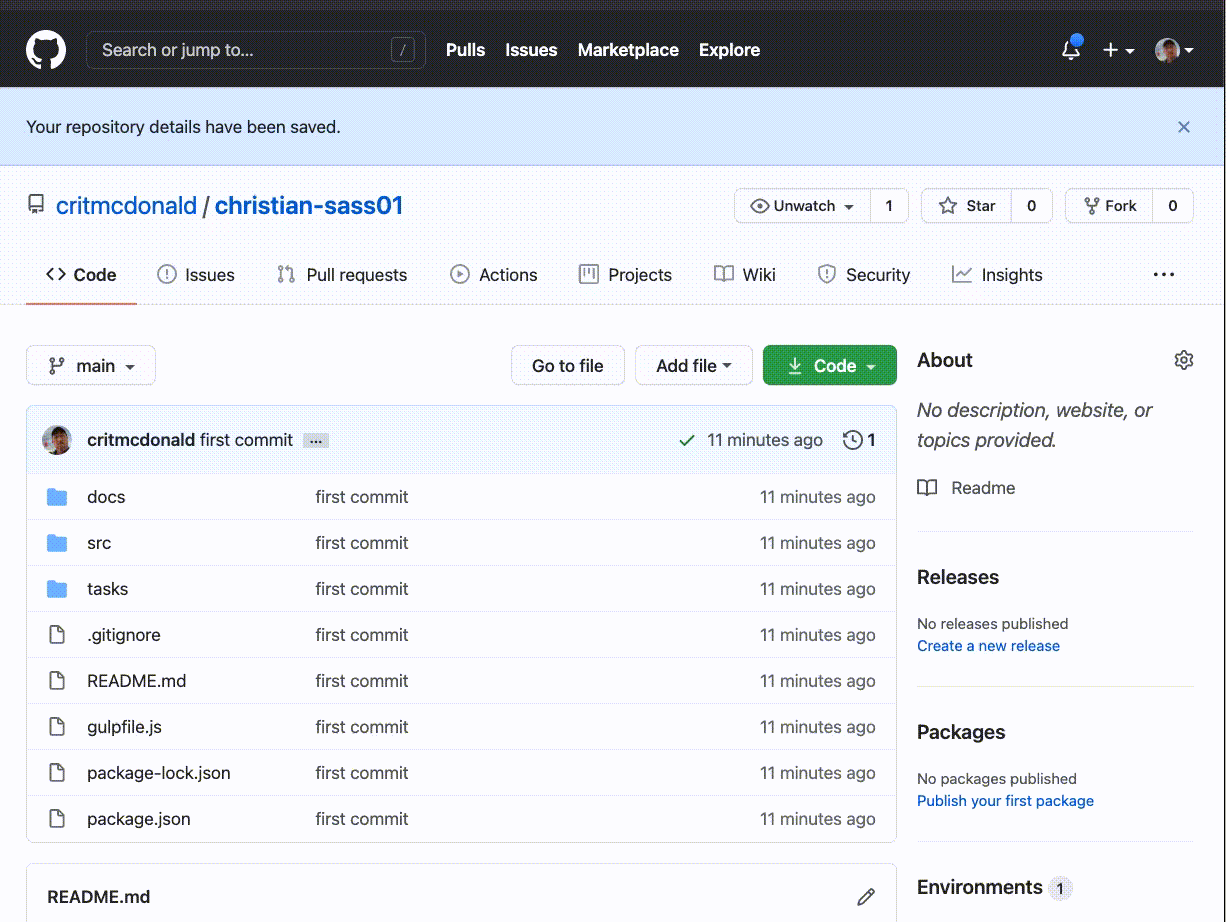 Search or jump to... / Pulls Issues Marketplace Explore
Your repository details have been saved.
critmcdonald / christian-sass01 Unwatch 1 Star 0 Fork 0
Code Issues Pull requests Actions Projects Wiki Security Insights ...
main Go to file Add file Code About
No description, website, or
topics provided.
critmcdonald first commit ... 11 minutes ago 1
Readme
docs first commit 11 minutes ago
src first commit 11 minutes ago
tasks first commit 11 minutes ago
Releases
.gitignore first commit 11 minutes ago
No releases published
Create a new release
README.md first commit 11 minutes ago
gulpfile.js first commit 11 minutes ago
Packages
package-lock.json first commit 11 minutes ago
No packages published
Publish your first package
package.json first commit 11 minutes ago
README.md
Environments 1